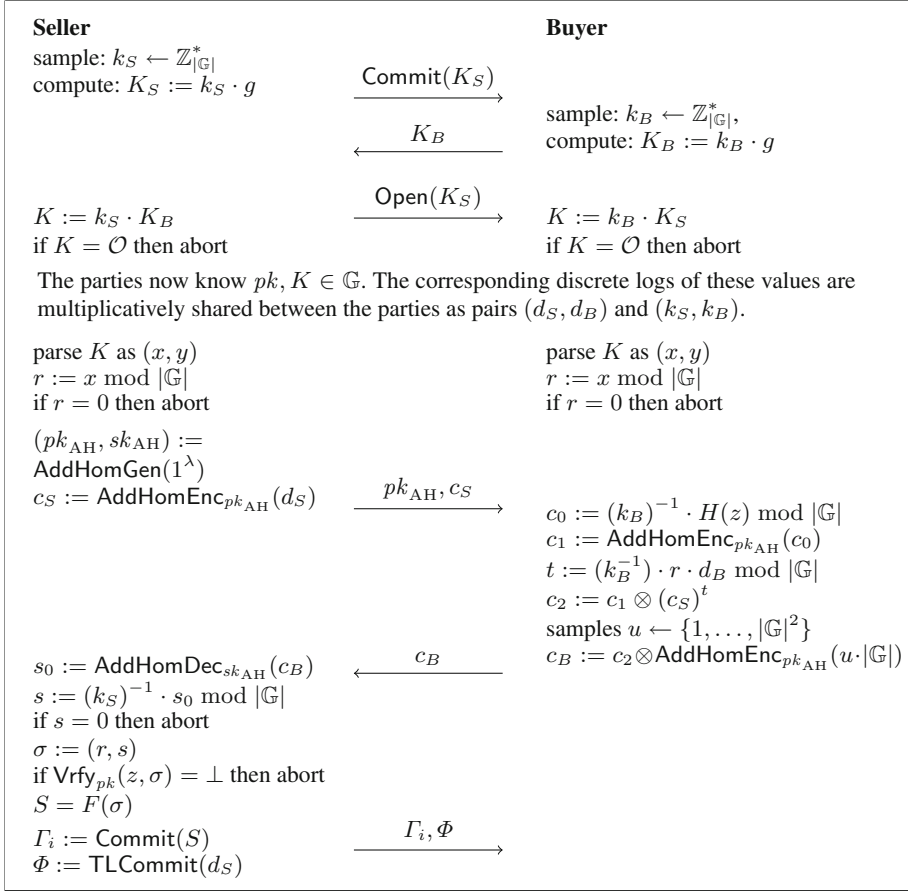 Seller Buyer
sample: k_S ← ℤ*_{|𝔾|}
compute: K_S := k_S · g
Commit(K_S)
sample: k_B ← ℤ*_{|𝔾|},
compute: K_B := k_B · g
K_B
Open(K_S)
K := k_S · K_B K := k_B · K_S
if K = 𝒪 then abort if K = 𝒪 then abort
The parties now know pk, K ∈ 𝔾. The corresponding discrete logs of these values are
multiplicatively shared between the parties as pairs (d_S, d_B) and (k_S, k_B).
parse K as (x, y) parse K as (x, y)
r := x mod |𝔾| r := x mod |𝔾|
if r = 0 then abort if r = 0 then abort
(pk_AH, sk_AH) :=
AddHomGen(1^λ)
c_S := AddHomEnc_{pk_AH}(d_S) pk_AH, c_S
c_0 := (k_B)^{-1} · H(z) mod |𝔾|
c_1 := AddHomEnc_{pk_AH}(c_0)
t := (k_B^{-1}) · r · d_B mod |𝔾|
c_2 := c_1 ⊗ (c_S)^t
samples u ← {1, . . . , |𝔾|^2}
s_0 := AddHomDec_{sk_AH}(c_B) c_B c_B := c_2⊗AddHomEnc_{pk_AH}(u·|𝔾|)
s := (k_S)^{-1} · s_0 mod |𝔾|
if s = 0 then abort
σ := (r, s)
if Vrfy_{pk}(z, σ) = ⊥ then abort
S = F(σ)
Γ_i := Commit(S) Γ_i, Φ
Φ := TLCommit(d_S)